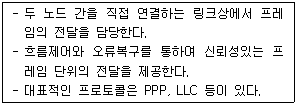 - 두 노드 간을 직접 연결하는 링크상에서 프레
임의 전달을 담당한다.
- 흐름제어와 오류복구를 통하여 신뢰성있는 프
레임 단위의 전달을 제공한다.
- 대표적인 프로토콜은 PPP, LLC 등이 있다.